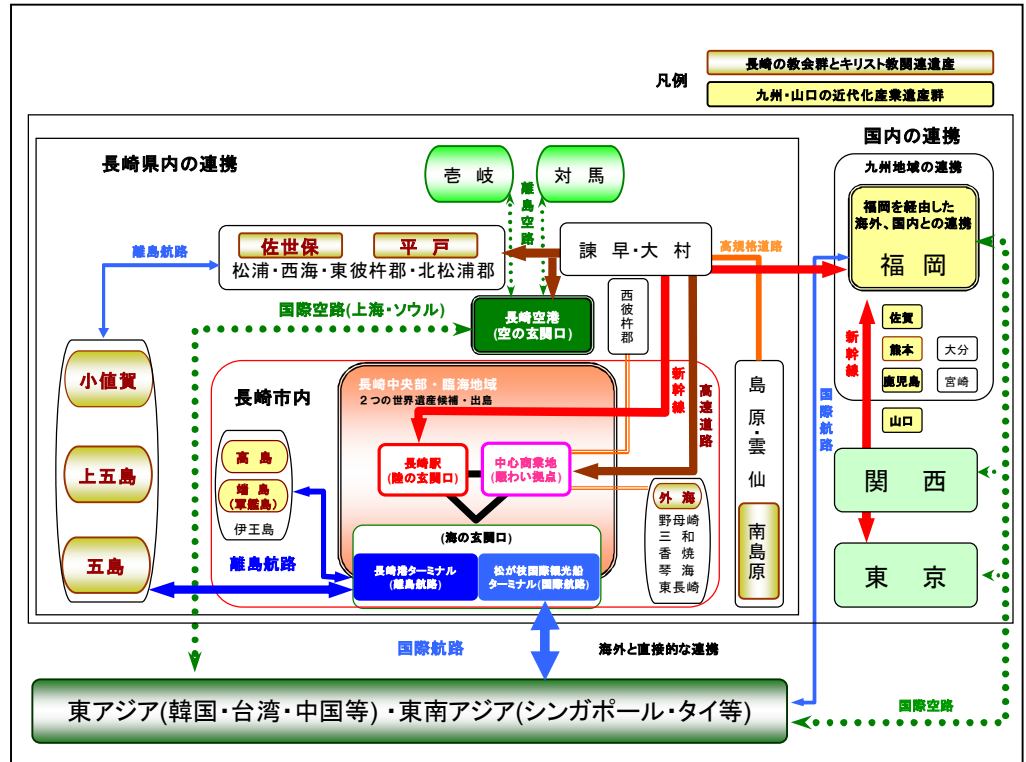 凡例
長崎の教会群とキリスト教関連遺産
九州・山口の近代化産業遺産群
国内の連携
九州地域の連携
長崎県内の連携
壱岐
対馬
離島空路
福岡を経由した
海外、国内との連携
福岡
佐世保
平戸
松浦・西海・東彼杵郡・北松浦郡
諫早・大村
高規格道路
離島航路
国際空路(上海・ソウル)
長崎空港
(空の玄関口)
西彼杵郡
佐賀
熊本
大分
鹿児島
宮崎
山口
新幹線
国際航路
小値賀
上五島
五島
長崎市内
長崎中央部・臨海地域
2つの世界遺産候補・出島
新幹線
高速道路
島原・雲仙
南島原
高島
端島
(軍艦島)
伊王島
長崎駅
(陸の玄関口)
中心商業地
(賑わい拠点)
外海
野母崎
三和
香焼
琴海
東長崎
関西
東京
(海の玄関口)
離島航路
長崎港ターミナル
(離島航路)
松が枝国際観光船
ターミナル(国際航路)
国際航路
海外と直接的な連携
国際空路
東アジア(韓国・台湾・中国等)・東南アジア(シンガポール・タイ等)